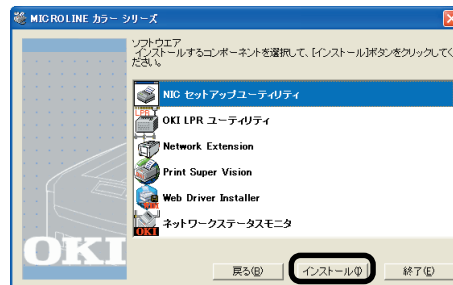 MICROLINE カラー シリーズ
ソフトウエア
インストールするコンポーネントを選択して、[インストール]ボタンをクリックしてく
ださい。
NIC セットアップユーティリティ
LPR
OKI LPR ユーティリティ
Network Extension
Print Super Vision
Web Driver Installer
OKI
ネットワークステータスモニタ
OKI
戻る(B)
インストール(I)
終了(E)